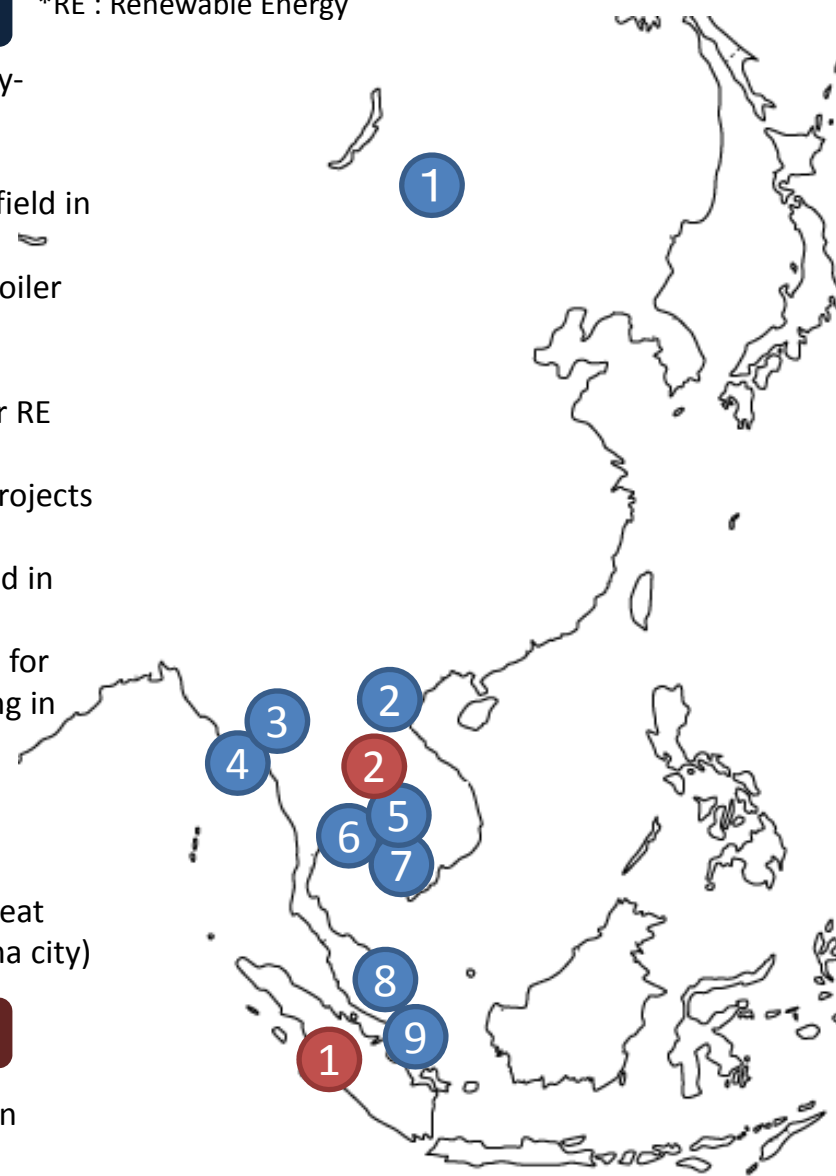 *RE : Renewable Energy
y-
field in
oiler
r RE
rojects
d in
for
ng in
eat
na city)
n
1
2
3
4
2
5
6
7
8
9
1